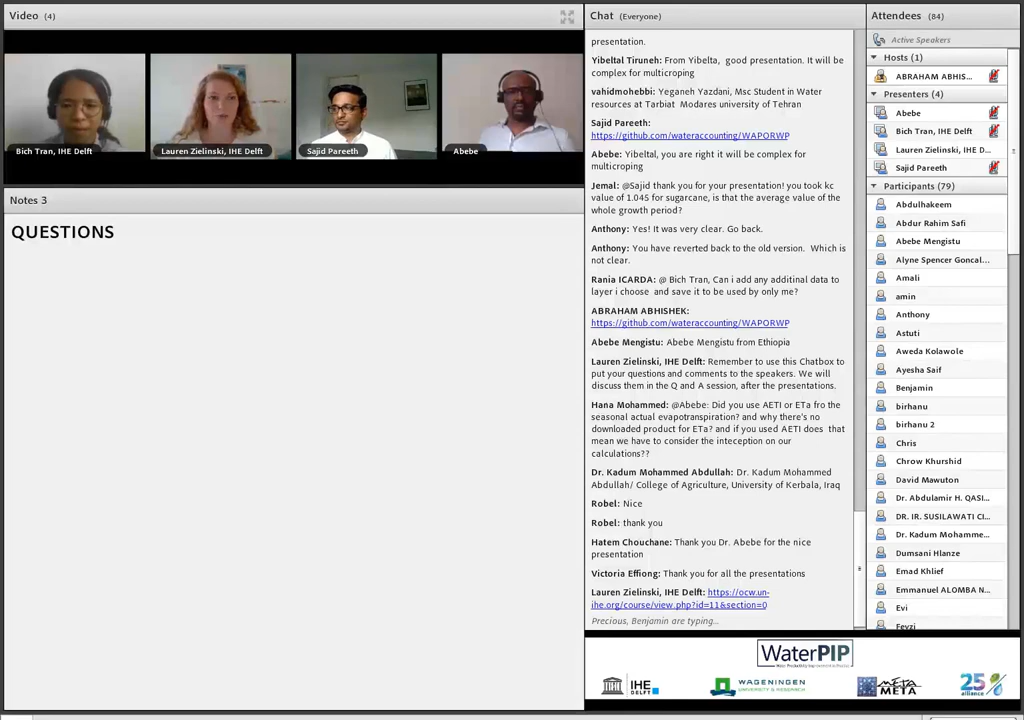 Video (4)
Bich Tran, IHE Delft
Lauren Zielinski, IHE Delft
Sajid Pareeth
Abebe
Notes 3
QUESTIONS
Chat (Everyone)
presentation.
Yibeltal Tiruneh: From Yibelta, good presentation. It will be
complex for multicroping
vahidmohebbi: Yeganeh Yazdani, Msc Student in Water
resources at Tarbiat Modares university of Tehran
Sajid Pareeth:
https://github.com/wateraccounting/WAPORWP
Abebe: Yibeltal, you are right it will be complex for
multicroping
Jemal: @Sajid thank you for your presentation! you took kc
value of 1.045 for sugarcane, is that the average value of the
whole growth period?
Anthony: Yes! It was very clear. Go back.
Anthony: You have reverted back to the old version. Which is
not clear.
Rania ICARDA: @ Bich Tran, Can i add any additinal data to
layer i choose and save it to be used by only me?
ABRAHAM ABHISHEK:
https://github.com/wateraccounting/WAPORWP
Abebe Mengistu: Abebe Mengistu from Ethiopia
Lauren Zielinski, IHE Delft: Remember to use this Chatbox to
put your questions and comments to the speakers. We will
discuss them in the Q and A session, after the presentations.
Hana Mohammed: @Abebe: Did you use AETI or ETa fro the
seasonal actual evapotranspiration? and why there's no
downloaded product for ETa? and if you used AETI does that
mean we have to consider the inteception on our
calculations??
Dr. Kadum Mohammed Abdullah: Dr. Kadum Mohammed
Abdullah/ College of Agriculture, University of Kerbala, Iraq
Robel: Nice
Robel: thank you
Hatem Chouchane: Thank you Dr. Abebe for the nice
presentation
Victoria Effiong: Thank you for all the presentations
Lauren Zielinski, IHE Delft: https://ocw.un-
ihe.org/course/view.php?id=11&section=0
Precious, Benjamin are typing...
Attendees (84)
Active Speakers
Hosts (1)
ABRAHAM ABHIS...
Presenters (4)
Abebe
Bich Tran, IHE Delft
Lauren Zielinski, IHE D...
Sajid Pareeth
Participants (79)
Abdulhakeem
Abdur Rahim Safi
Abebe Mengistu
Alyne Spencer Goncal...
Amali
amin
Anthony
Astuti
Aweda Kolawole
Ayesha Saif
Benjamin
birhanu
birhanu 2
Chris
Chrow Khurshid
David Mawuton
Dr. Abdulamir H. QASI...
DR. IR. SUSILAWATI CI...
Dr. Kadum Mohamme...
Dumsani Hlanze
Emad Khlief
Emmanuel ALOMBA N...
Evi
Feyzi
WaterPIP
IHE DELFT
WAGENINGEN
UNIVERSITY & RESEARCH
META META
25 alliance